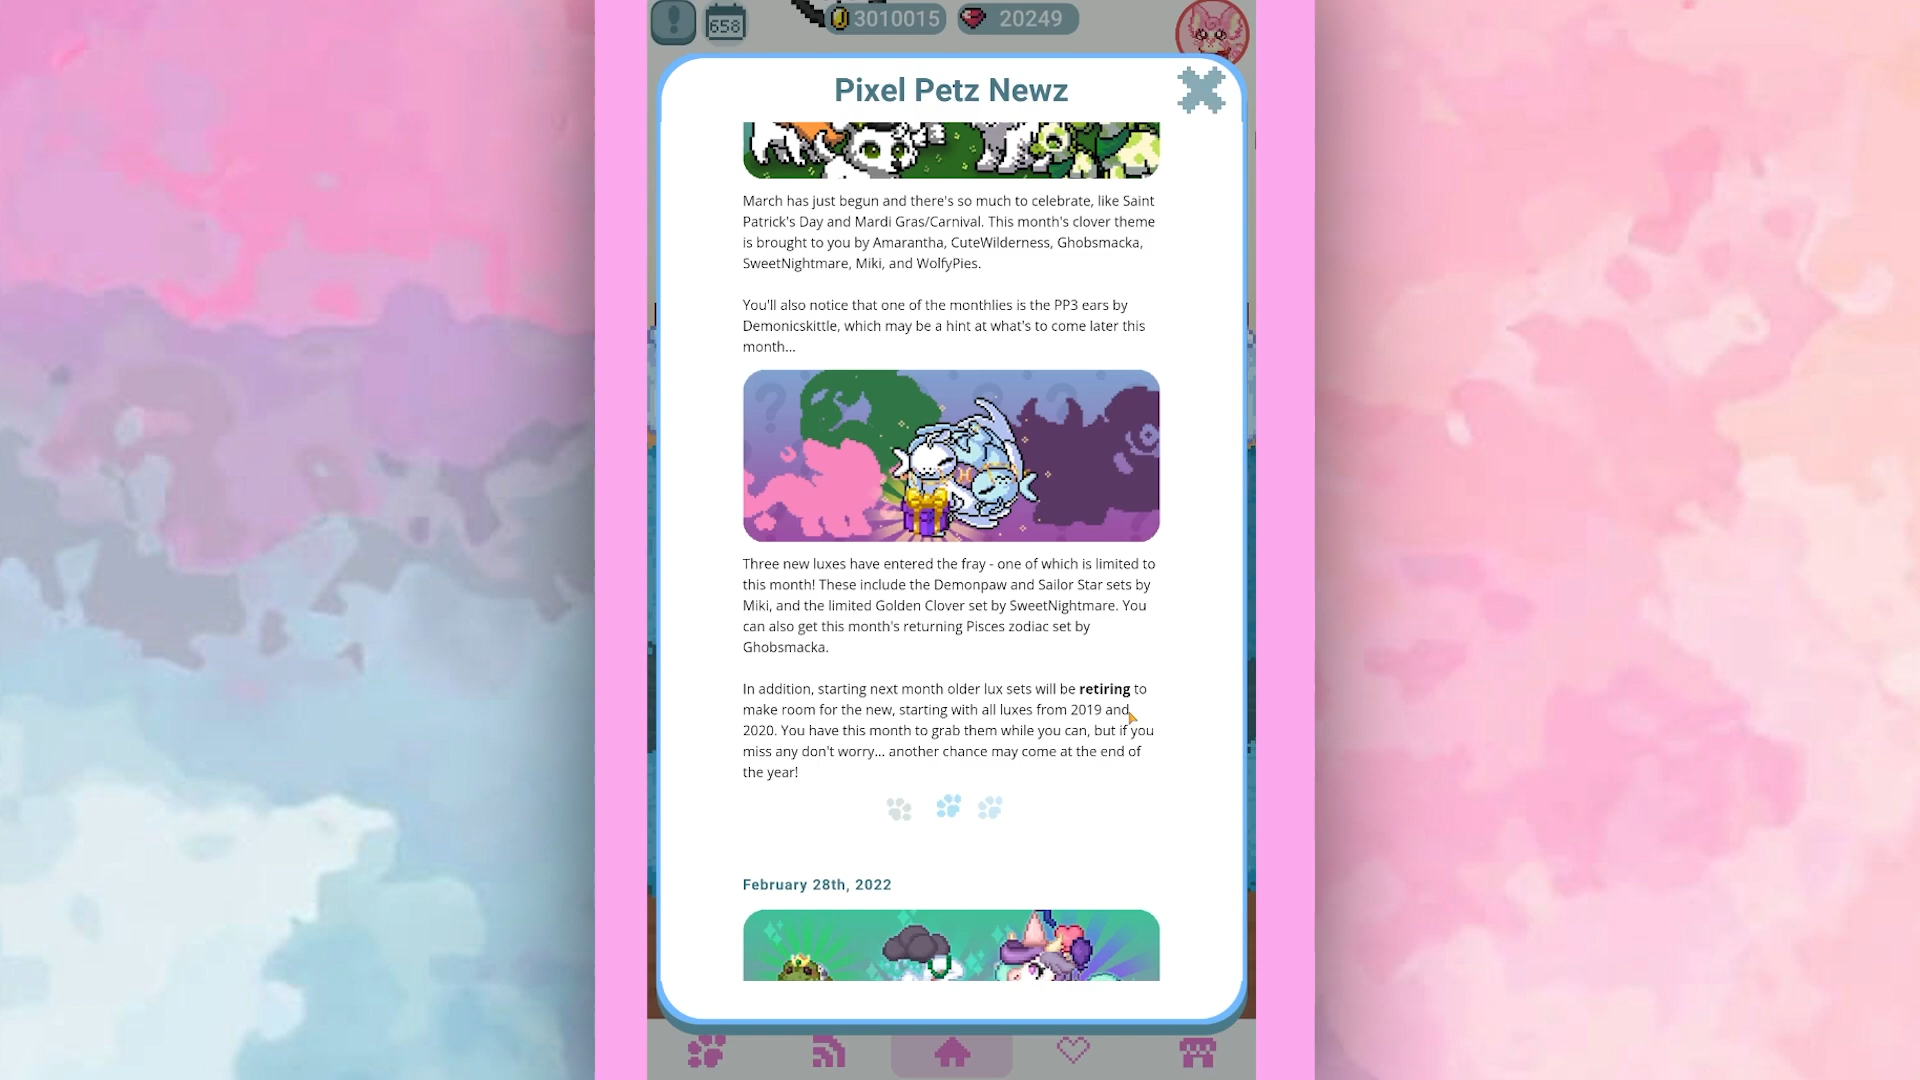 658
3010015
20249
Pixel Petz Newz
March has just begun and there's so much to celebrate, like Saint
Patrick's Day and Mardi Gras/Carnival. This month's clover theme
is brought to you by Amarantha, CuteWilderness, Ghobsmacka,
SweetNightmare, Miki, and WolfyPies.
You'll also notice that one of the monthlies is the PP3 ears by
Demonicskittle, which may be a hint at what's to come later this
month...
Three new luxes have entered the fray - one of which is limited to
this month! These include the Demonpaw and Sailor Star sets by
Miki, and the limited Golden Clover set by SweetNightmare. You
can also get this month's returning Pisces zodiac set by
Ghobsmacka.
In addition, starting next month older lux sets will be retiring to
make room for the new, starting with all luxes from 2019 and
2020. You have this month to grab them while you can, but if you
miss any don't worry... another chance may come at the end of
the year!
February 28th, 2022